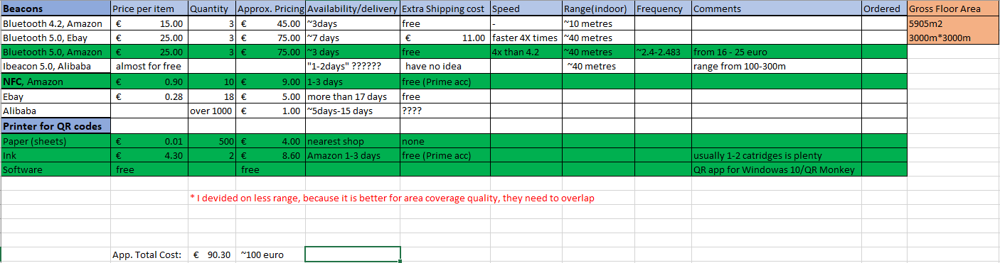 Beacons Price per item Quantity Approx. Pricing Availability/delivery Extra Shipping cost Speed Range(indoor) Frequency Comments Ordered Gross Floor Area
Bluetooth 4.2, Amazon € 15.00 3 € 45.00 ~3days free - ~10 metres 5905m2
Bluetooth 5.0, Ebay € 25.00 3 € 75.00 ~7 days € 11.00 faster 4X times ~40 metres 3000m*3000m
Bluetooth 5.0, Amazon € 25.00 3 € 75.00 ~3 days free 4x than 4.2 ~40 metres ~2.4-2.483 from 16 - 25 euro
Ibeacon 5.0, Alibaba almost for free "1-2days" ?????? have no idea ~40 metres range from 100-300m
NFC, Amazon € 0.90 10 € 9.00 1-3 days free (Prime acc)
Ebay € 0.28 18 € 5.00 more than 17 days free
Alibaba over 1000 € 1.00 ~5days-15 days ????
Printer for QR codes
Paper (sheets) € 0.01 500 € 4.00 nearest shop none
Ink € 4.30 2 € 8.60 Amazon 1-3 days free (Prime acc) usually 1-2 catridges is plenty
Software free free QR app for Windowas 10/QR Monkey
* I devided on less range, because it is better for area coverage quality, they need to overlap
App. Total Cost: € 90.30 ~100 euro